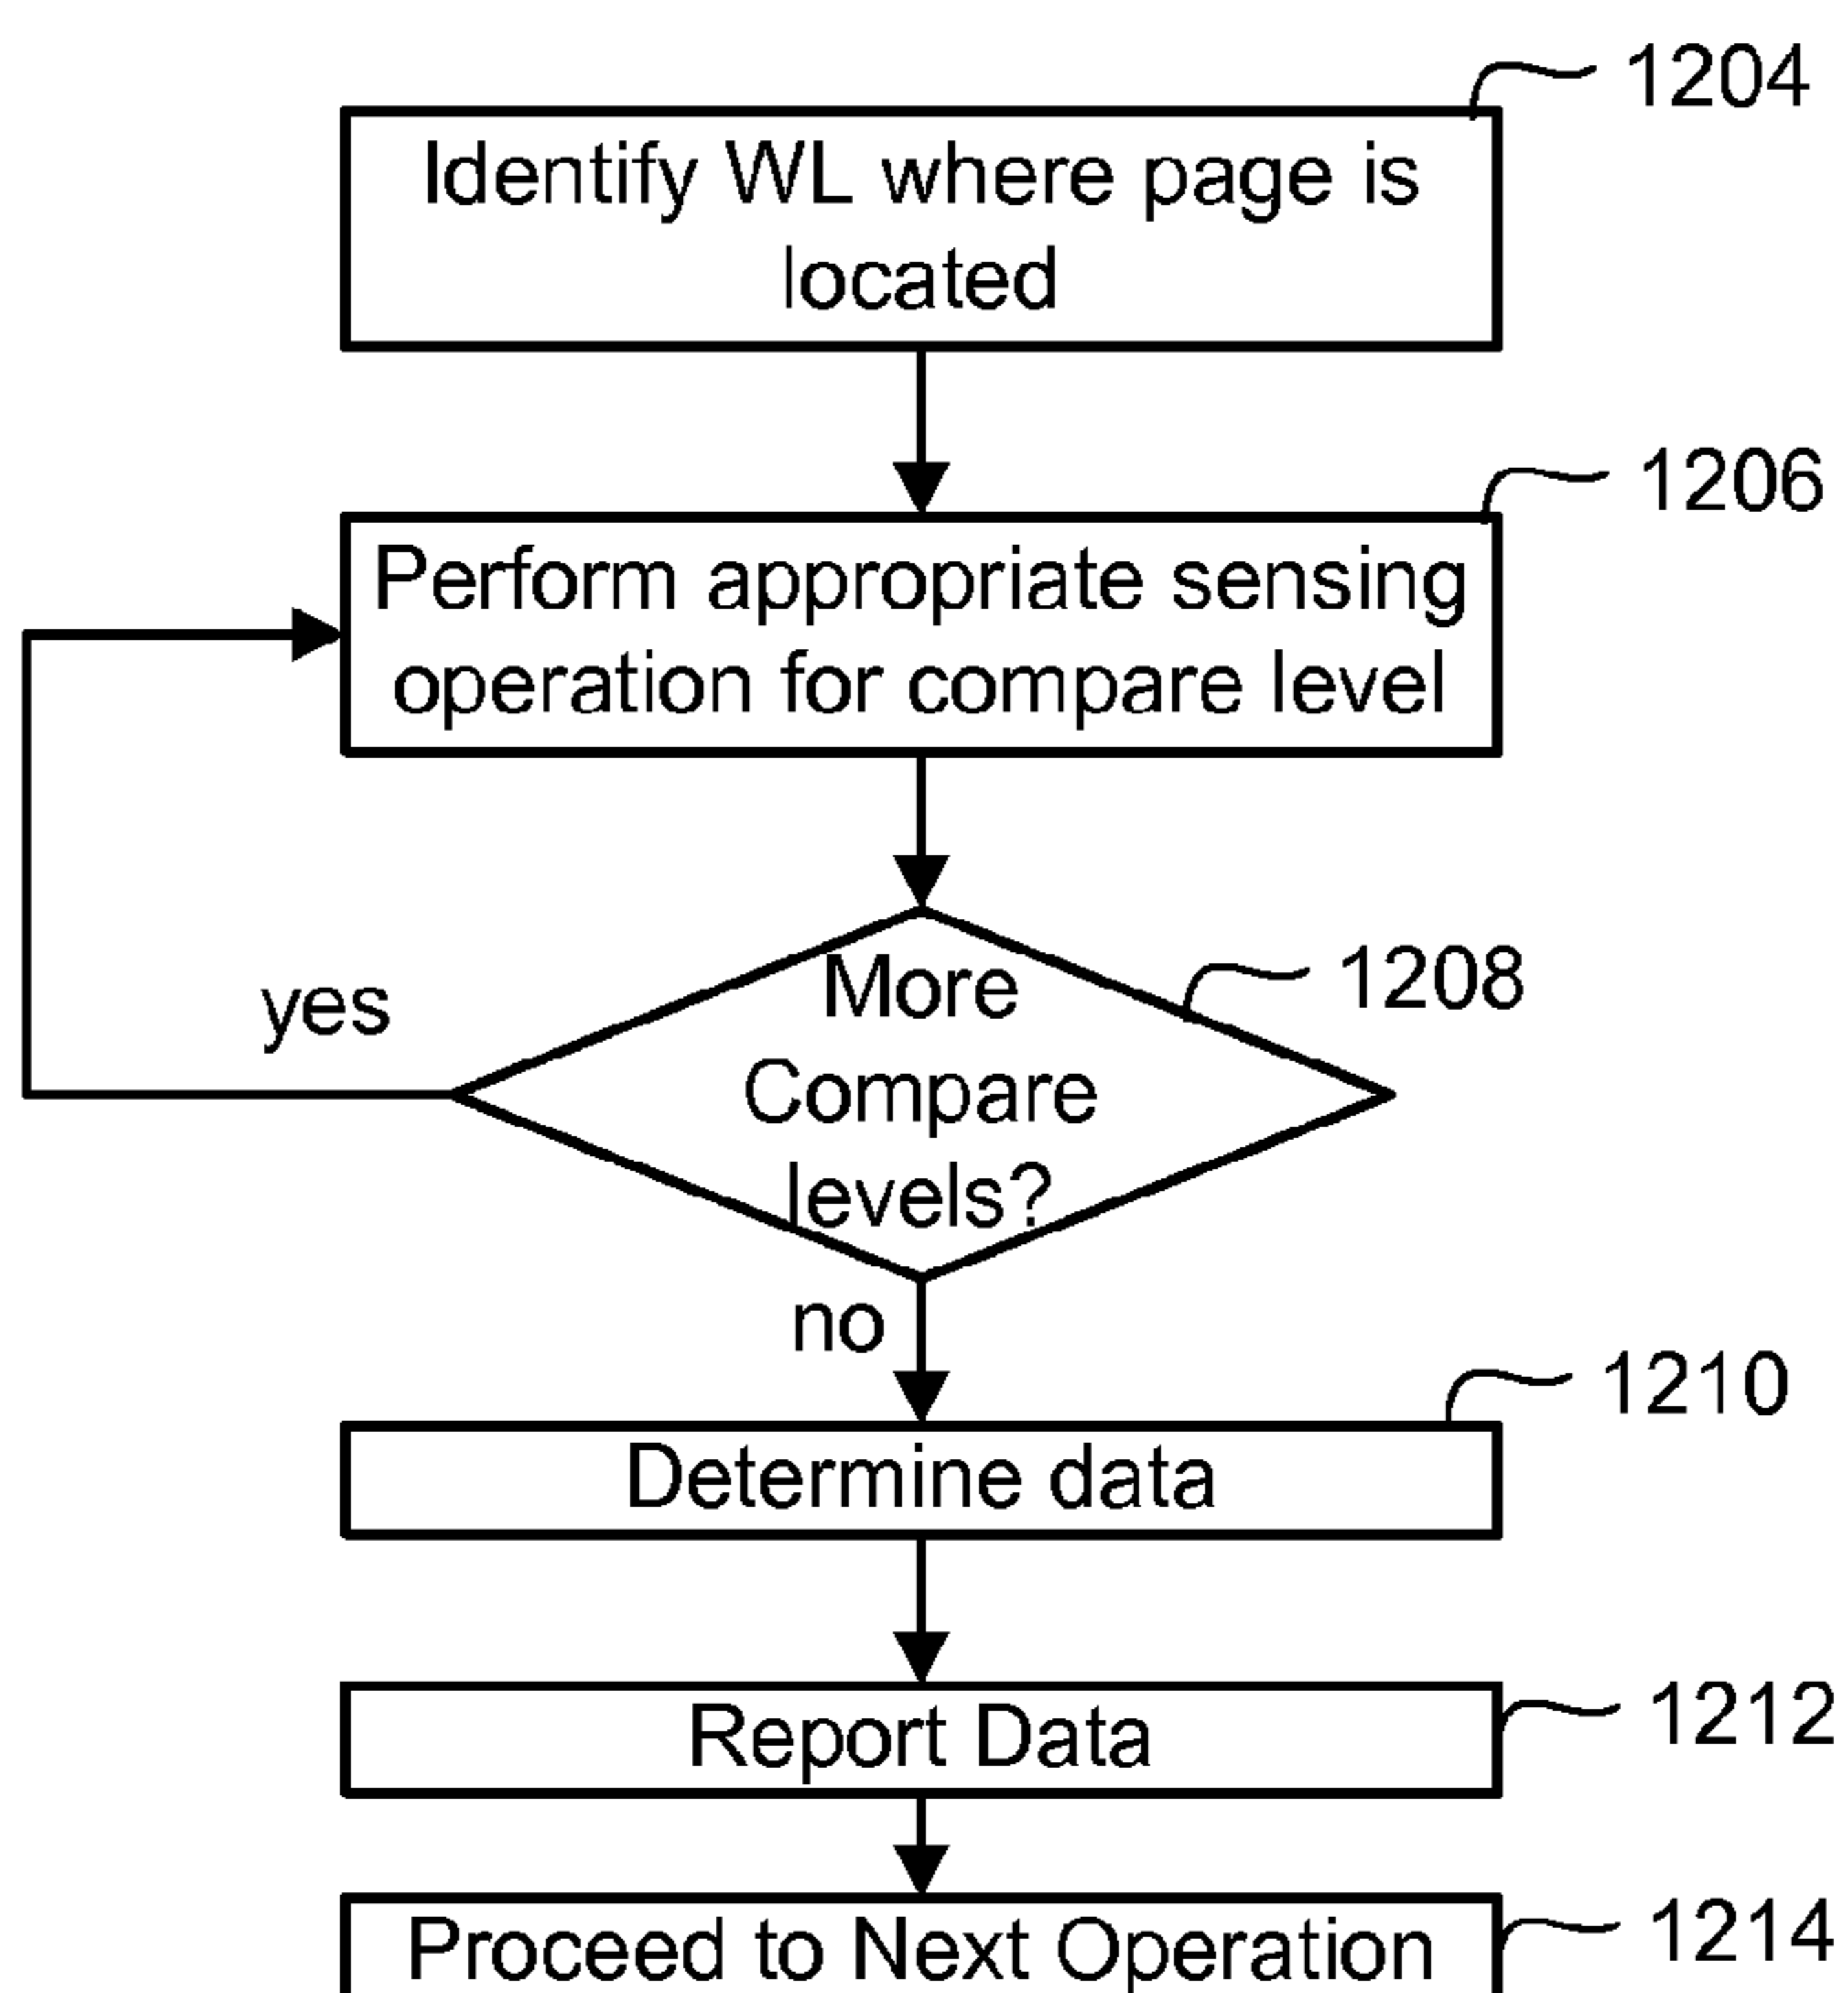 1204
Identify WL where page is
located
1206
Perform appropriate sensing
operation for compare level
1208
yes
More
Compare
levels?
no
1210
Determine data
1212
Report Data
1214
Proceed to Next Operation